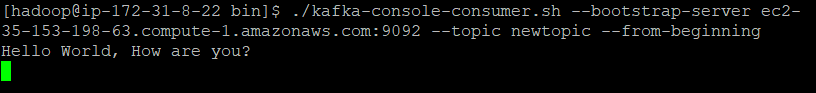 [hadoop@ip-172-31-8-22 bin]$ ./kafka-console-consumer.sh --bootstrap-server ec2-
35-153-198-63.compute-1.amazonaws.com:9092 --topic newtopic --from-beginning
Hello World, How are you?